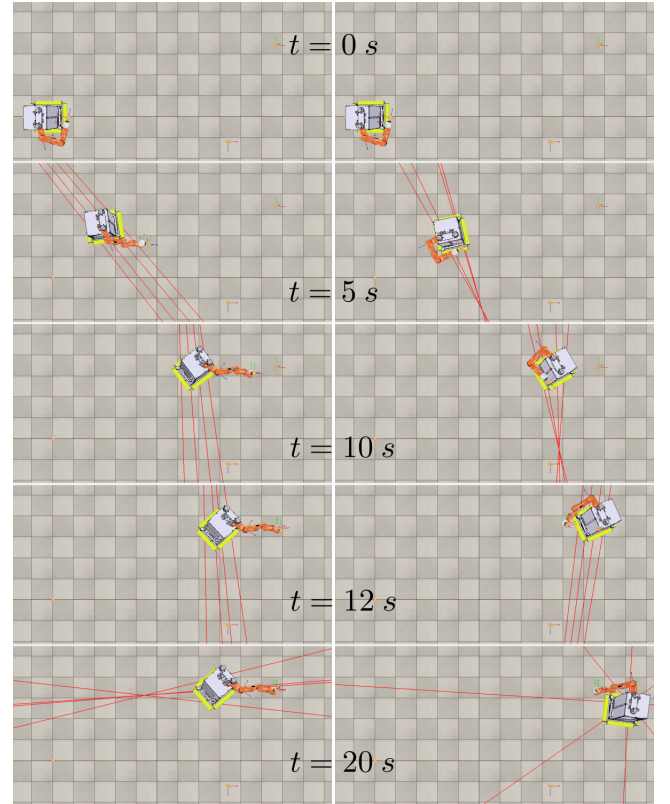 t = 0 s
t = 5 s
t = 10 s
t = 12 s
t = 20 s